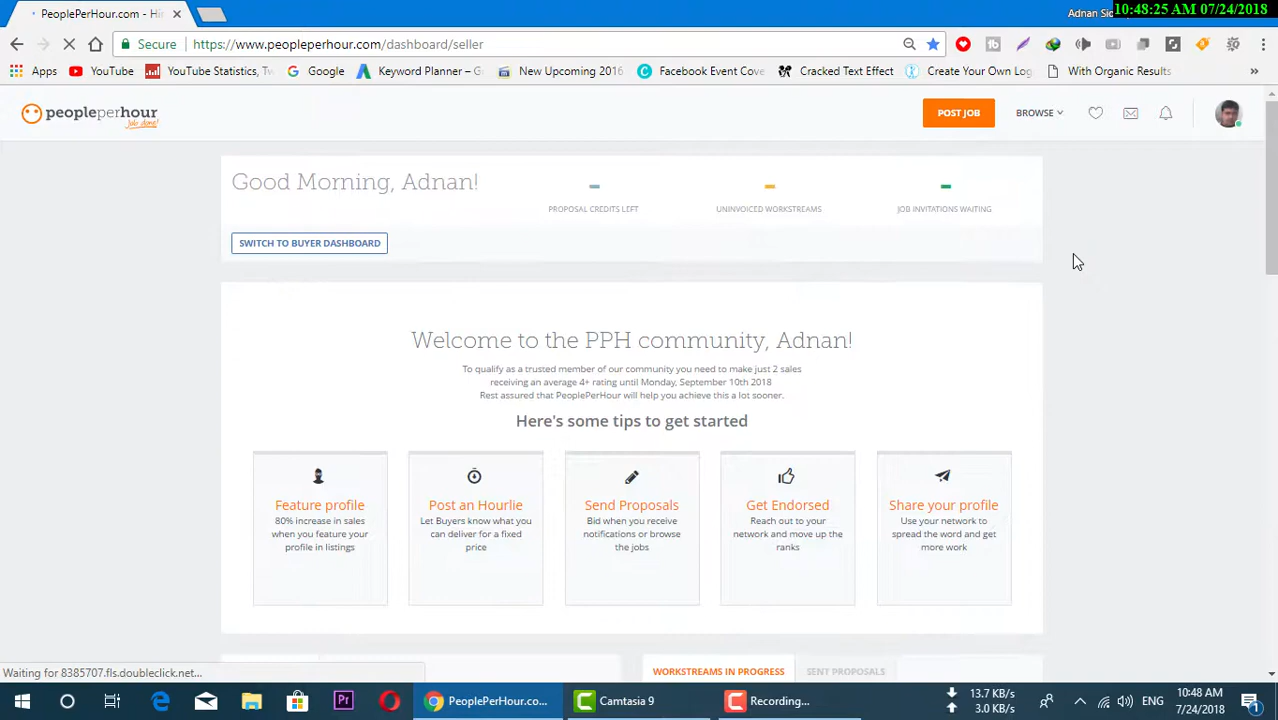 PeoplePerHour.com - Hir
Adnan Sid
10:48:25 AM 07/24/2018
Secure
https://www.peopleperhour.com/dashboard/seller
Apps
YouTube
YouTube Statistics, Tw
Google
Keyword Planner – G
New Upcoming 2016
Facebook Event Cove
Cracked Text Effect
Create Your Own Log
With Organic Results
»
peopleperhour
POST JOB
BROWSE
Good Morning, Adnan!
PROPOSAL CREDITS LEFT
UNINVOICED WORKSTREAMS
JOB INVITATIONS WAITING
SWITCH TO BUYER DASHBOARD
Welcome to the PPH community, Adnan!
To qualify as a trusted member of our community you need to make just 2 sales
receiving an average 4+ rating until Monday, September 10th 2018
Rest assured that PeoplePerHour will help you achieve this a lot sooner.
Here's some tips to get started
Feature profile
80% increase in sales
when you feature your
profile in listings
Post an Hourlie
Let Buyers know what you
can deliver for a fixed
price
Send Proposals
Bid when you receive
notifications or browse
the jobs
Get Endorsed
Reach out to your
network and move up the
ranks
Share your profile
Use your network to
spread the word and get
more work
WORKSTREAMS IN PROGRESS
SENT PROPOSALS
Waiting for 8385707.fls.doubleclick.net...
Pr
PeoplePerHour.co...
Camtasia 9
Recording...
13.7 KB/s
3.0 KB/s
ENG
10:48 AM
7/24/2018
1